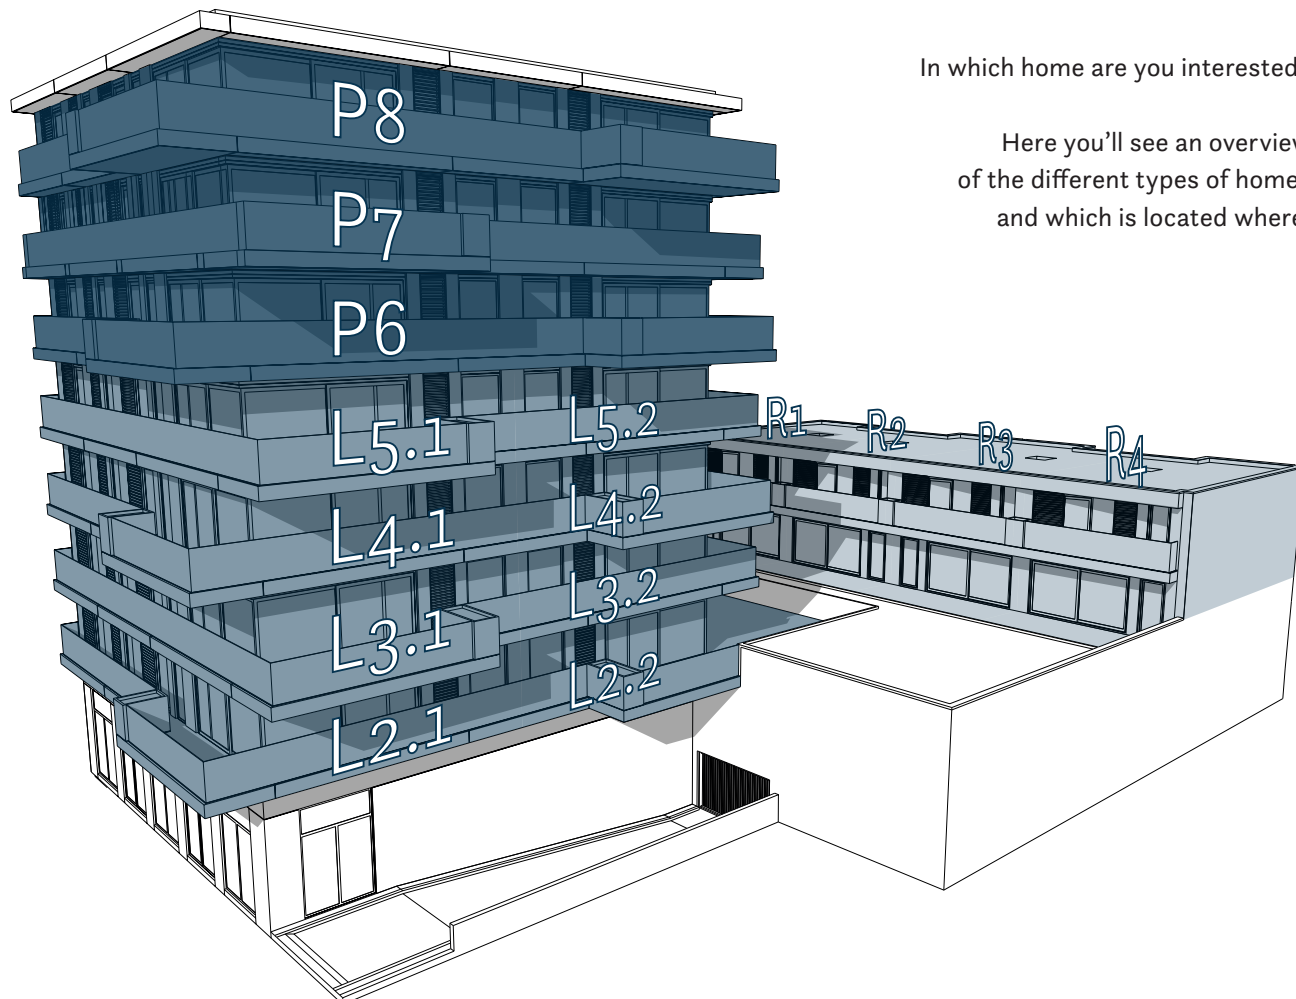 In which home are you interested
Here you’ll see an overview
of the different types of home
and which is located where
P8
P7
P6
L5.1 L5.2
L4.1 L4.2
L3.1 L3.2
L2.1 L2.2
R1 R2 R3 R4